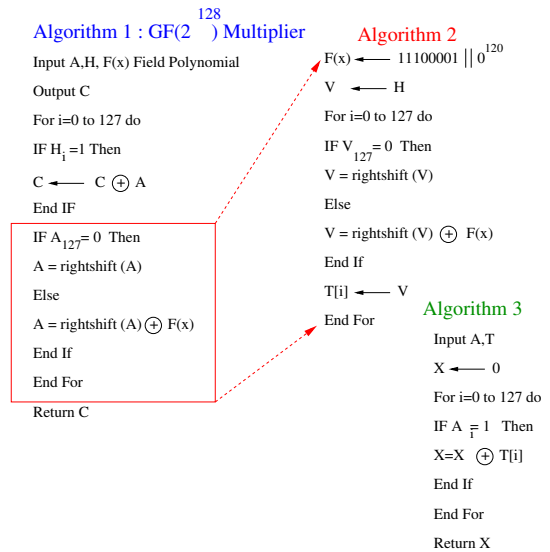 Algorithm 1 : GF(2^128) Multiplier
Input A,H, F(x) Field Polynomial
Output C
For i=0 to 127 do
IF H_i =1 Then
C ← C ⊕ A
End IF
IF A_127= 0 Then
A = rightshift (A)
Else
A = rightshift (A) ⊕ F(x)
End If
End For
Return C
Algorithm 2
F(x) ← 11100001 || 0^120
V ← H
For i=0 to 127 do
IF V_127= 0 Then
V = rightshift (V)
Else
V = rightshift (V) ⊕ F(x)
End If
T[i] ← V
End For
Algorithm 3
Input A,T
X ← 0
For i=0 to 127 do
IF A_i = 1 Then
X=X ⊕ T[i]
End If
End For
Return X